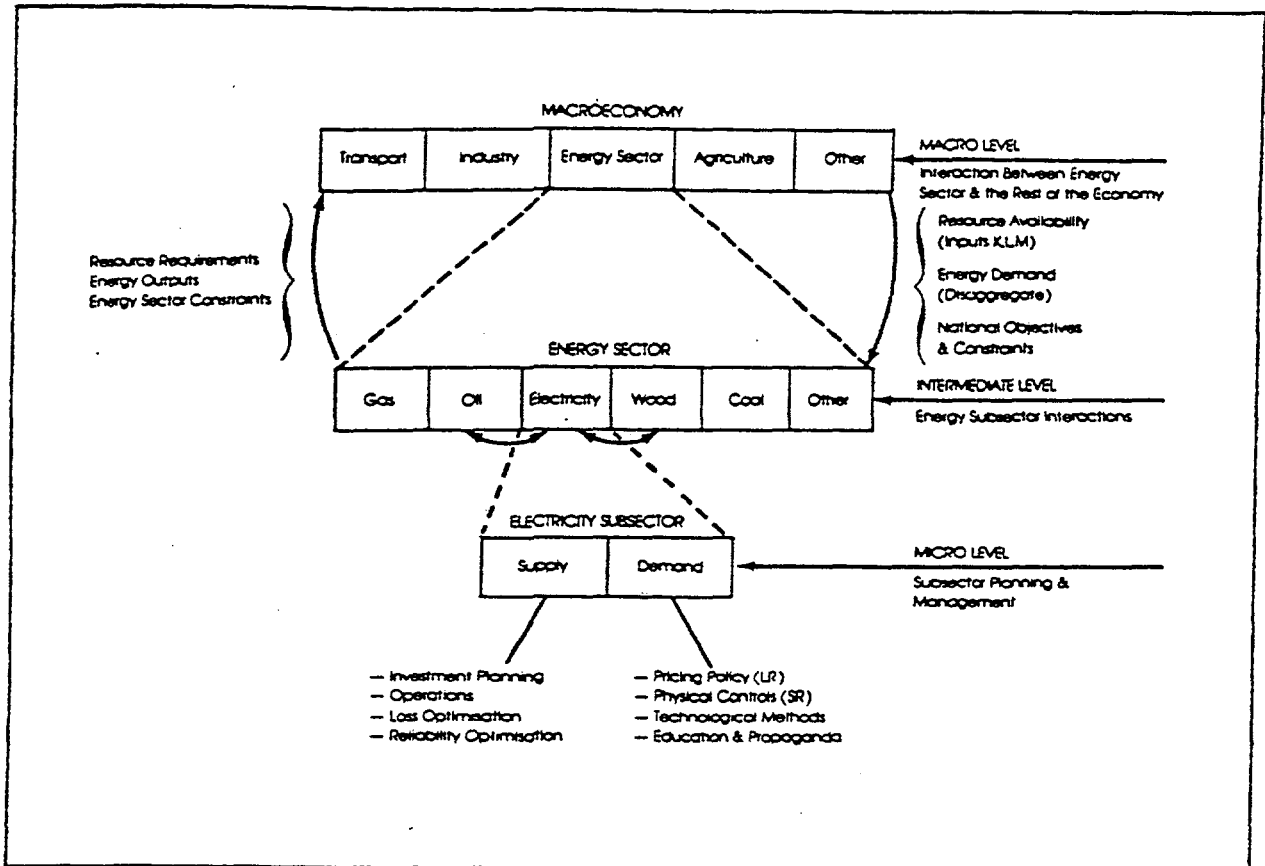 MACROECONOMY
Transport
Industry
Energy Sector
Agriculture
Other
MACRO LEVEL
Interaction Between Energy
Sector & the Rest of the Economy
Resource Requirements
Energy Outputs
Energy Sector Constraints
Resource Availability
(Inputs K.L.M)
Energy Demand
(Disaggregate)
National Objectives
& Constraints
ENERGY SECTOR
Gas
Oil
Electricity
Wood
Coal
Other
INTERMEDIATE LEVEL
Energy Subsector Interactions
ELECTRICITY SUBSECTOR
Supply
Demand
MICRO LEVEL
Subsector Planning &
Management
— Investment Planning
— Operations
— Loss Optimisation
— Reliability Optimisation
— Pricing Policy (LR)
— Physical Controls (SR)
— Technological Methods
— Education & Propaganda